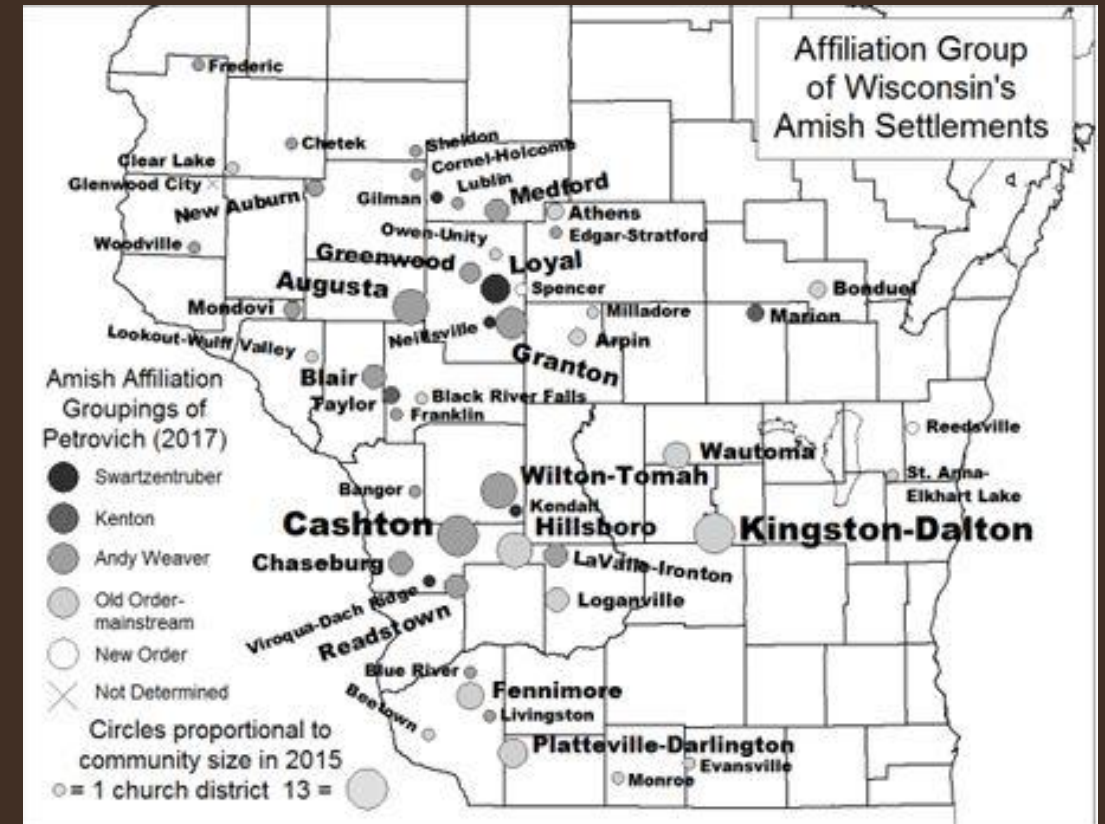 Affiliation Group
of Wisconsin's
Amish Settlements
Frederic
Chetek
Sheldon
Cornel-Holcomb
Clear Lake
Glenwood City
Lublin
Gilman
Medford
New Auburn
Athens
Edgar-Stratford
Owen-Unity
Woodville
Greenwood
Loyal
Augusta
Spencer
Bonduel
Mondovi
Milladore
Marion
Neillsville
Arpin
Lookout-Wulff Valley
Granton
Blair
Black River Falls
Taylor
Franklin
Reedsville
Wautoma
Wilton-Tomah
St. Anna-
Elkhart Lake
Bangor
Kendall
Cashton
Hillsboro
Kingston-Dalton
Chaseburg
LaValle-Ironton
Viroqua-Dach Ridge
Loganville
Readstown
Blue River
Fennimore
Beetown
Livingston
Platteville-Darlington
Evansville
Monroe
Amish Affiliation
Groupings of
Petrovich (2017)
Swartzentruber
Kenton
Andy Weaver
Old Order-
mainstream
New Order
Not Determined
Circles proportional to
community size in 2015
= 1 church district 13 =